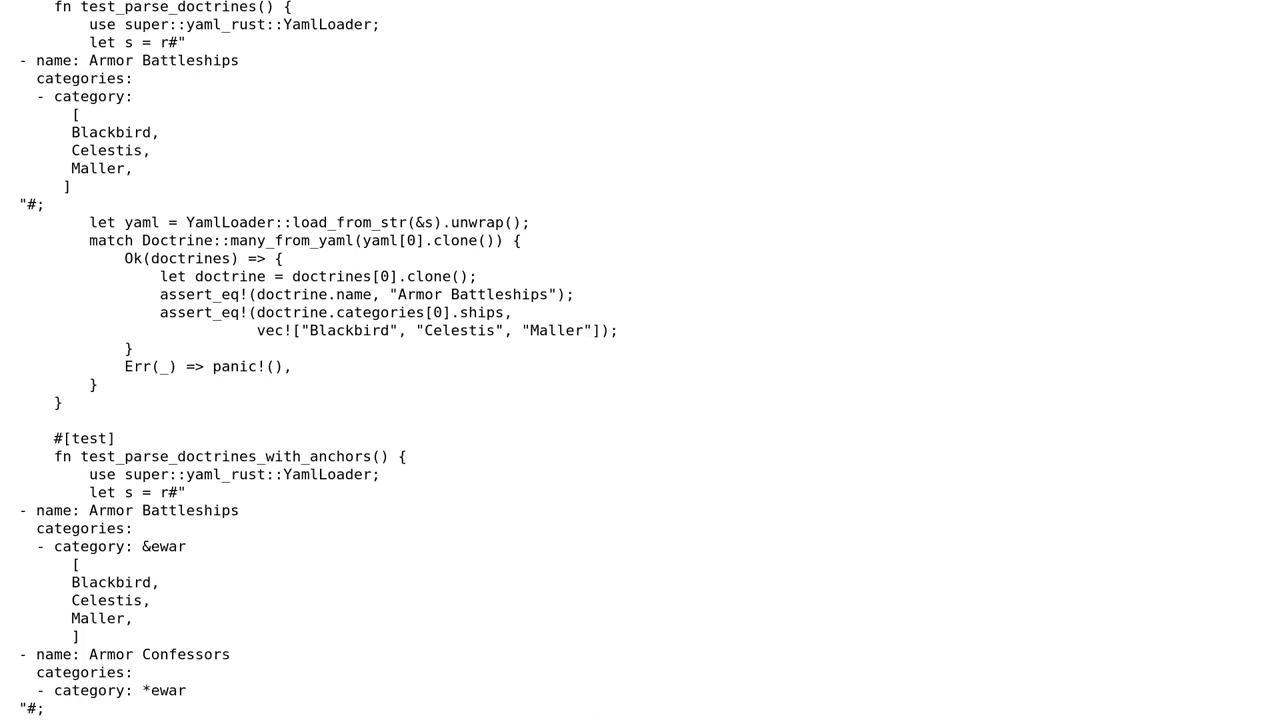 fn test_parse_doctrines() {
        use super::yaml_rust::YamlLoader;
        let s = r#"
- name: Armor Battleships
  categories:
  - category:
      [
      Blackbird,
      Celestis,
      Maller,
     ]
"#;
        let yaml = YamlLoader::load_from_str(&s).unwrap();
        match Doctrine::many_from_yaml(yaml[0].clone()) {
            Ok(doctrines) => {
                let doctrine = doctrines[0].clone();
                assert_eq!(doctrine.name, "Armor Battleships");
                assert_eq!(doctrine.categories[0].ships,
                           vec!["Blackbird", "Celestis", "Maller"]);
            }
            Err(_) => panic!(),
        }
    }

    #[test]
    fn test_parse_doctrines_with_anchors() {
        use super::yaml_rust::YamlLoader;
        let s = r#"
- name: Armor Battleships
  categories:
  - category: &ewar
      [
      Blackbird,
      Celestis,
      Maller,
      ]
- name: Armor Confessors
  categories:
  - category: *ewar
"#;